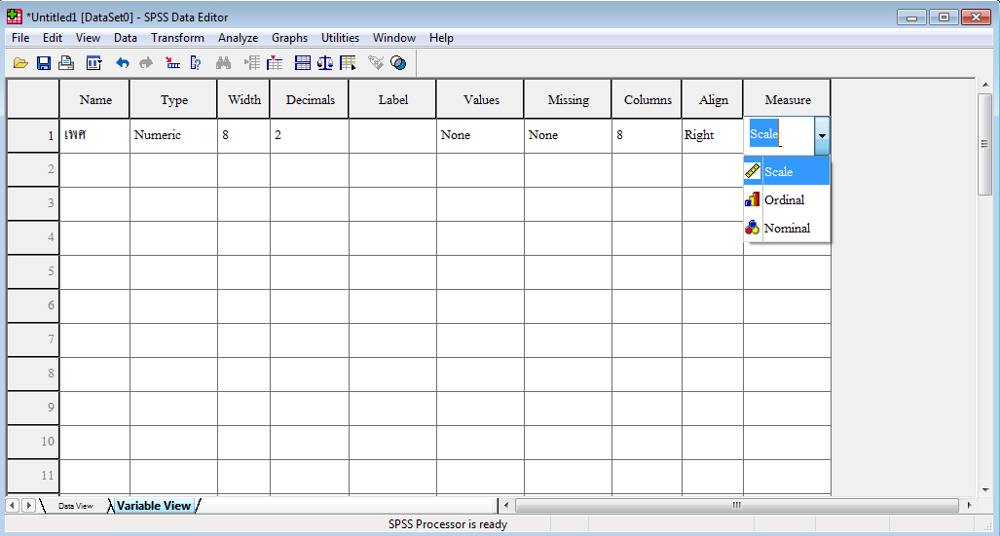 *Untitled1 [DataSet0] - SPSS Data Editor
File Edit View Data Transform Analyze Graphs Utilities Window Help
Name Type Width Decimals Label Values Missing Columns Align Measure
1 เพศ Numeric 8 2 None None 8 Right Scale
2 Scale
3 Ordinal
4 Nominal
5
6
7
8
9
10
11
Data View Variable View
SPSS Processor is ready